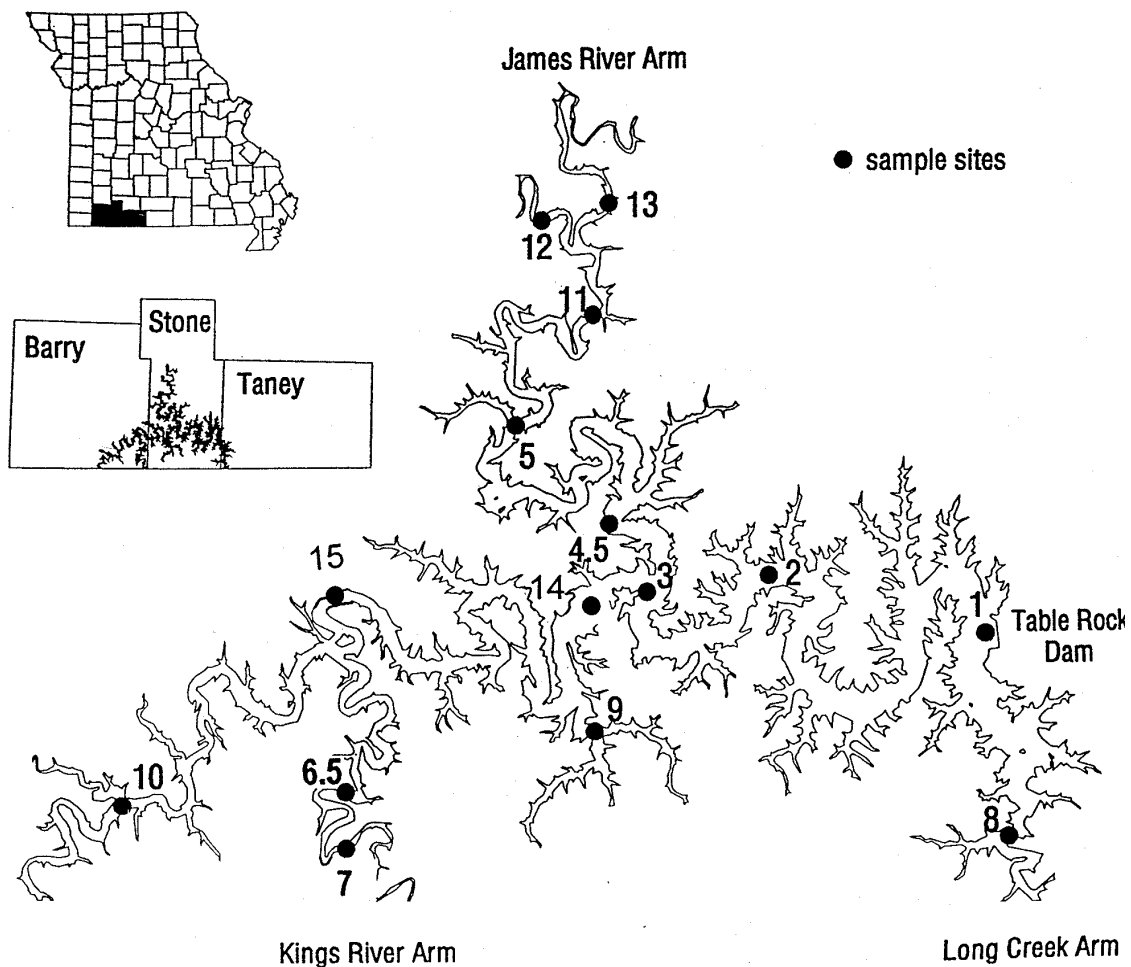 James River Arm
sample sites
13
12
11
Stone
Barry
Taney
5
4.5
15
14
3
2
1
Table Rock
Dam
9
10
6.5
8
7
Kings River Arm
Long Creek Arm